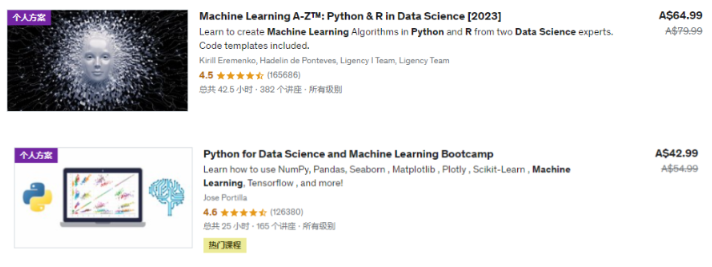 个人方案
Machine Learning A-Z™: Python & R in Data Science [2023]
A$64.99
Learn to create Machine Learning Algorithms in Python and R from two Data Science experts.
A$79.99
Code templates included.
Kirill Eremenko, Hadelin de Ponteves, Ligency I Team, Ligency Team
4.5 ★★★★★ (165686)
总共 42.5 小时 · 382 个讲座 · 所有级别
个人方案
Python for Data Science and Machine Learning Bootcamp
A$42.99
Learn how to use NumPy, Pandas, Seaborn , Matplotlib , Plotly , Scikit-Learn , Machine
A$54.99
Learning, Tensorflow , and more!
Jose Portilla
4.6 ★★★★★ (126380)
总共 25 小时 · 165 个讲座 · 所有级别
热门课程